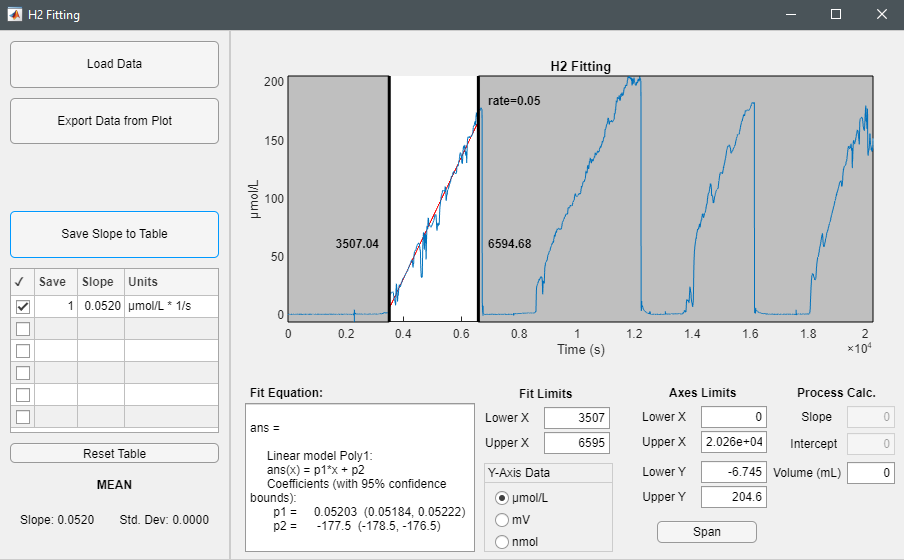 H2 Fitting
Load Data
Export Data from Plot
Save Slope to Table
✓ Save Slope Units
1 0.0520 µmol/L * 1/s
Reset Table
MEAN
Slope: 0.0520 Std. Dev: 0.0000
H2 Fitting
200
150
100
50
0
µmol/L
rate=0.05
3507.04
6594.68
0 0.4 0.6 0.8 1 1.2 1.4 1.6 1.8 2
Time (s)
×10⁴
Fit Equation:
ans =
Linear model Poly1:
ans(x) = p1*x + p2
Coefficients (with 95% confidence
bounds):
p1 = 0.05203 (0.05184, 0.05222)
p2 = -177.5 (-178.5, -176.5)
Fit Limits
Lower X 3507
Upper X 6595
Y-Axis Data
µmol/L
mV
nmol
Axes Limits
Lower X 0
Upper X 2.026e+04
Lower Y -6.745
Upper Y 204.6
Span
Process Calc.
Slope 0
Intercept 0
Volume (mL) 0